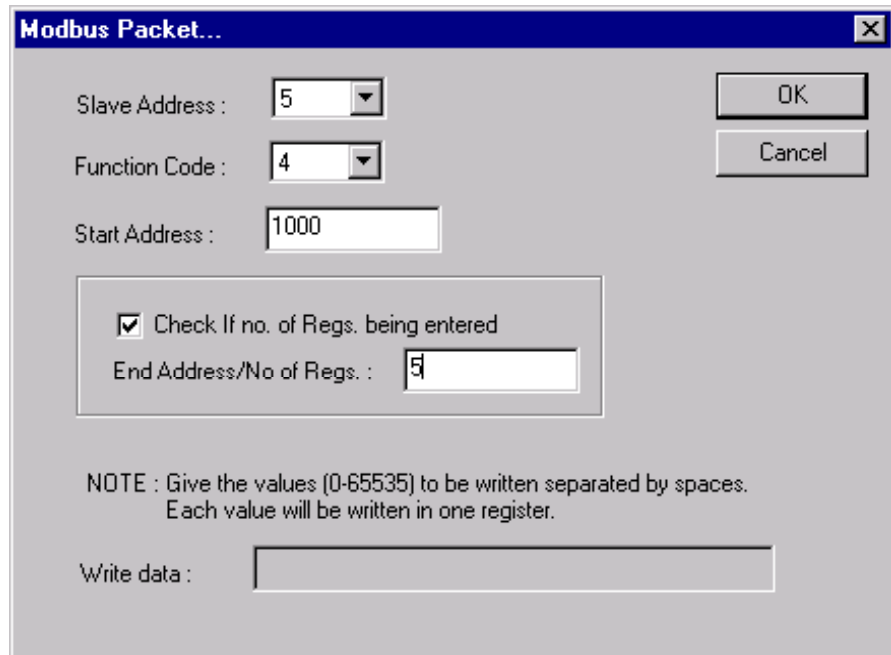 Modbus Packet...
Slave Address : 5
OK
Function Code : 4
Cancel
Start Address : 1000
Check If no. of Regs. being entered
End Address/No of Regs. : 5
NOTE : Give the values (0-65535) to be written separated by spaces.
Each value will be written in one register.
Write data :